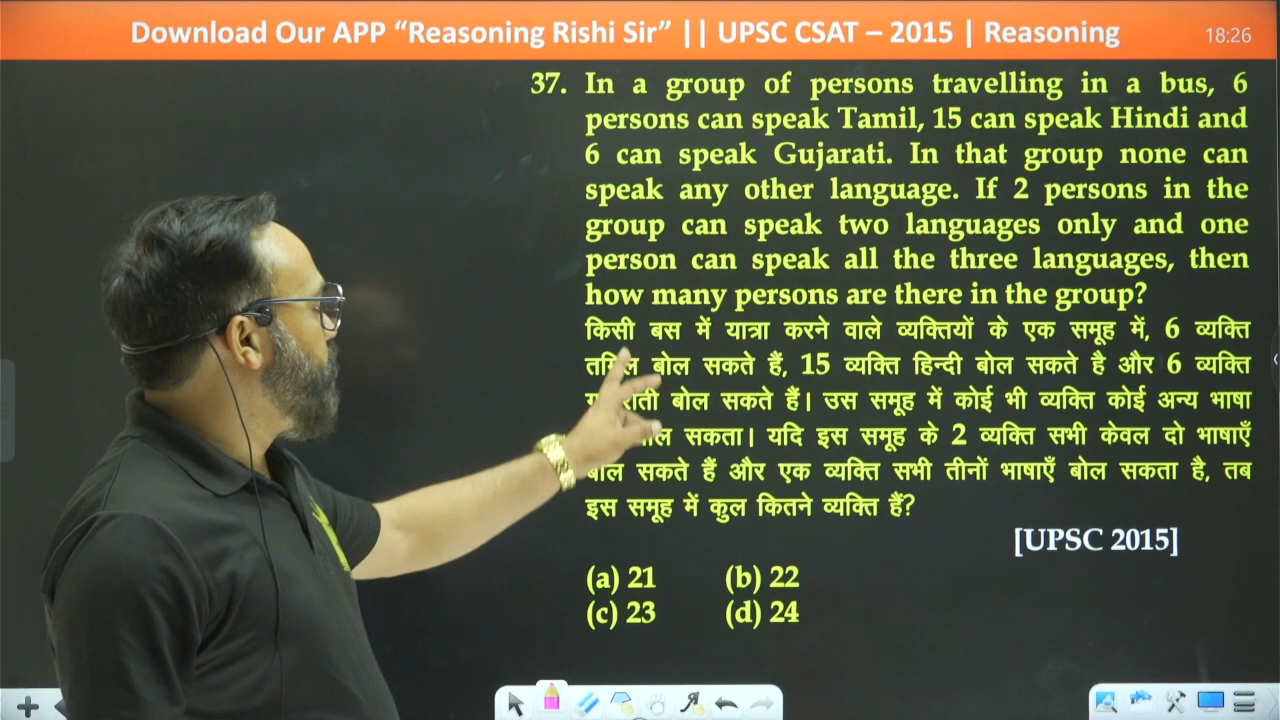 Download Our APP “Reasoning Rishi Sir” || UPSC CSAT – 2015 | Reasoning
18:26
37. In a group of persons travelling in a bus, 6
persons can speak Tamil, 15 can speak Hindi and
6 can speak Gujarati. In that group none can
speak any other language. If 2 persons in the
group can speak two languages only and one
person can speak all the three languages, then
how many persons are there in the group?
किसी बस में यात्रा करने वाले व्यक्तियों के एक समूह में, 6 व्यक्ति
तमिल बोल सकते हैं, 15 व्यक्ति हिन्दी बोल सकते है और 6 व्यक्ति
बोल सकते हैं। उस समूह में कोई भी व्यक्ति कोई अन्य भाषा
सकता। यदि इस समूह के 2 व्यक्ति सभी केवल दो भाषाएँ
बोल सकते हैं और एक व्यक्ति सभी तीनों भाषाएँ बोल सकता है, तब
इस समूह में कुल कितने व्यक्ति हैं?
[UPSC 2015]
(a) 21 (b) 22
(c) 23 (d) 24